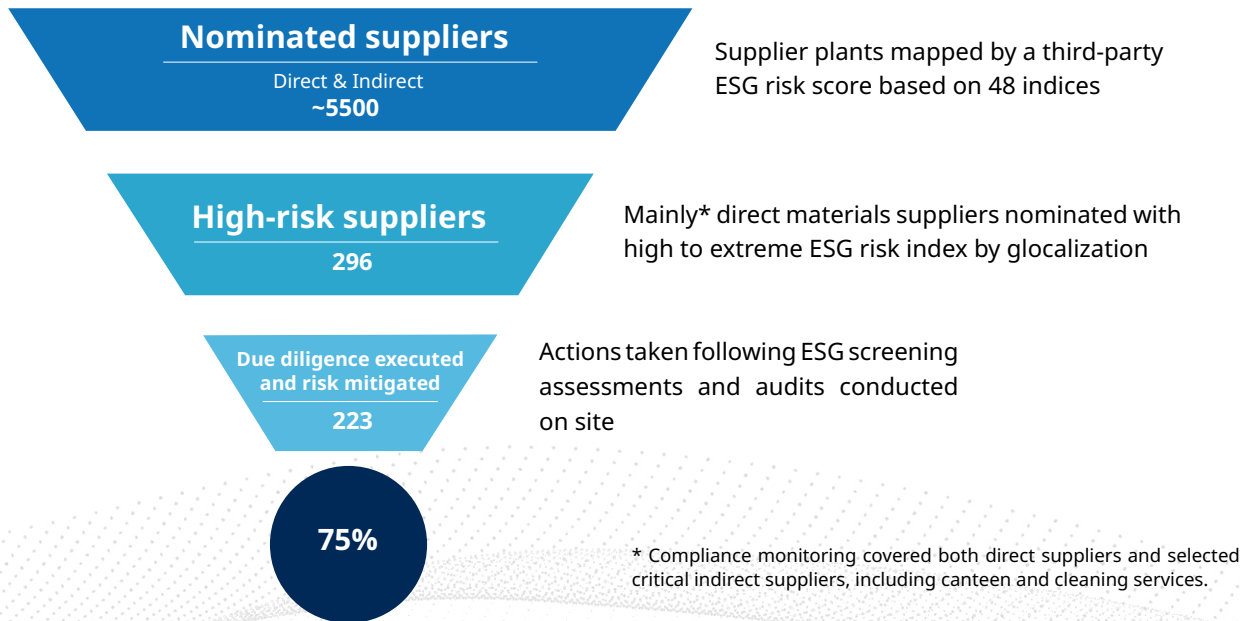 Nominated suppliers
Direct & Indirect
~5500
Supplier plants mapped by a third-party
ESG risk score based on 48 indices
High-risk suppliers
296
Mainly* direct materials suppliers nominated with
high to extreme ESG risk index by glocalization
Due diligence executed
and risk mitigated
223
Actions taken following ESG screening
assessments and audits conducted
on site
75%
* Compliance monitoring covered both direct suppliers and selected
critical indirect suppliers, including canteen and cleaning services.